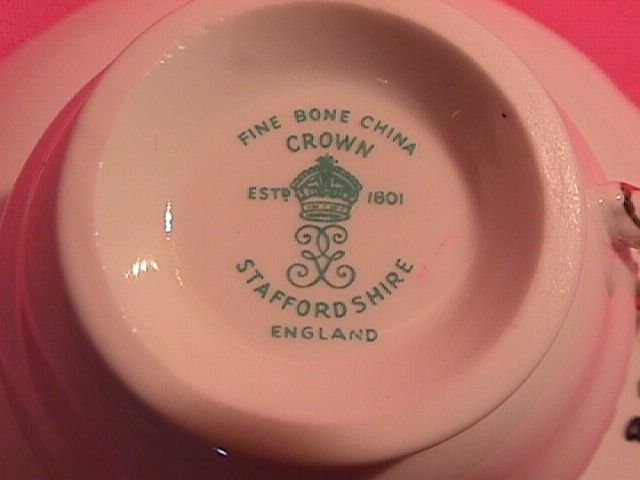 FINE BONE CHINA
CROWN
ESTD 1801
STAFFORDSHIRE
ENGLAND